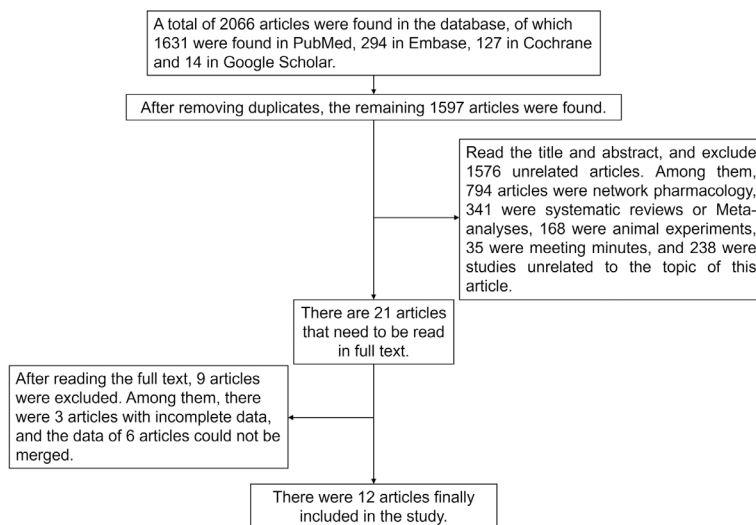 A total of 2066 articles were found in the database, of which
1631 were found in PubMed, 294 in Embase, 127 in Cochrane
and 14 in Google Scholar.
After removing duplicates, the remaining 1597 articles were found.
Read the title and abstract, and exclude
1576 unrelated articles. Among them,
794 articles were network pharmacology,
341 were systematic reviews or Meta-
analyses, 168 were animal experiments,
35 were meeting minutes, and 238 were
studies unrelated to the topic of this
article.
There are 21 articles
that need to be read
in full text.
After reading the full text, 9 articles
were excluded. Among them, there
were 3 articles with incomplete data,
and the data of 6 articles could not be
merged.
There were 12 articles finally
included in the study.